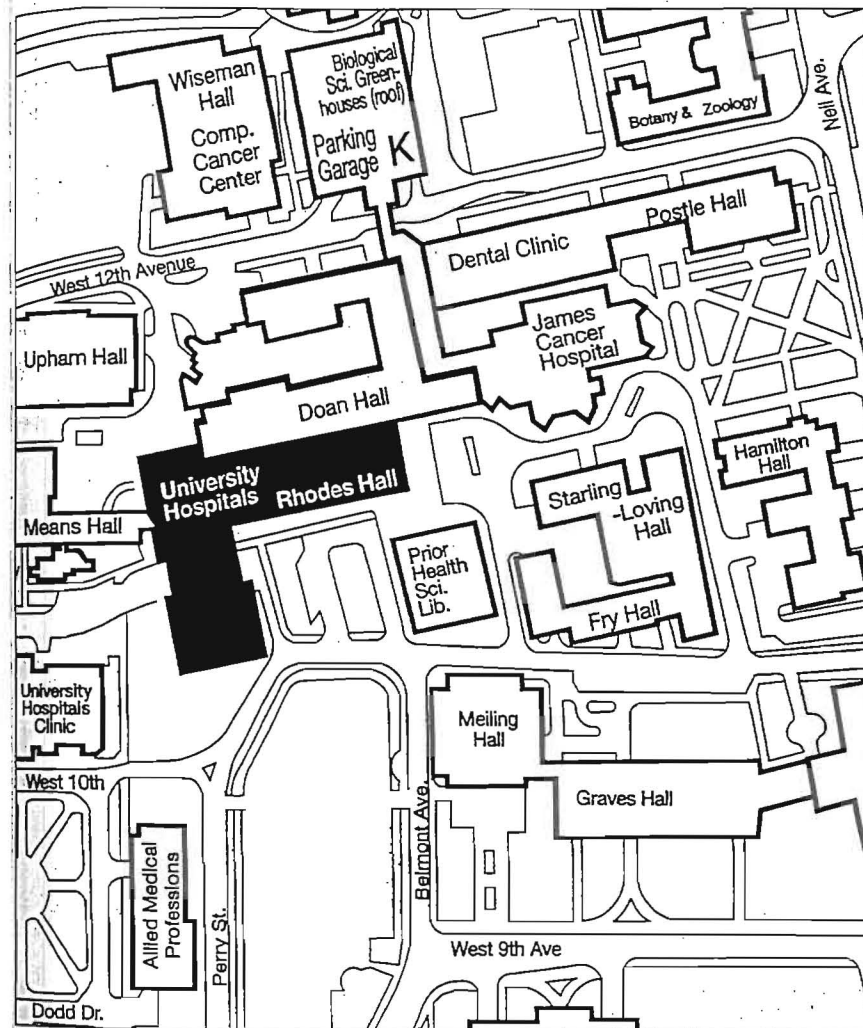 Wiseman
Hall
Comp.
Cancer
Center
Biological
Sci. Green-
houses (roof)
Parking
Garage
K
Botany & Zoology
Neil Ave.
Postle Hall
Dental Clinic
West 12th Avenue
James
Cancer
Hospital
Upham Hall
Doan Hall
University
Hospitals
Rhodes Hall
Hamilton
Hall
Starling
-Loving
Hall
Means Hall
Prior
Health
Sci.
Lib.
Fry Hall
University
Hospitals
Clinic
Meiling
Hall
West 10th
Graves Hall
Belmont Ave.
Allied Medical
Professions
Perry St.
West 9th Ave
Dodd Dr.